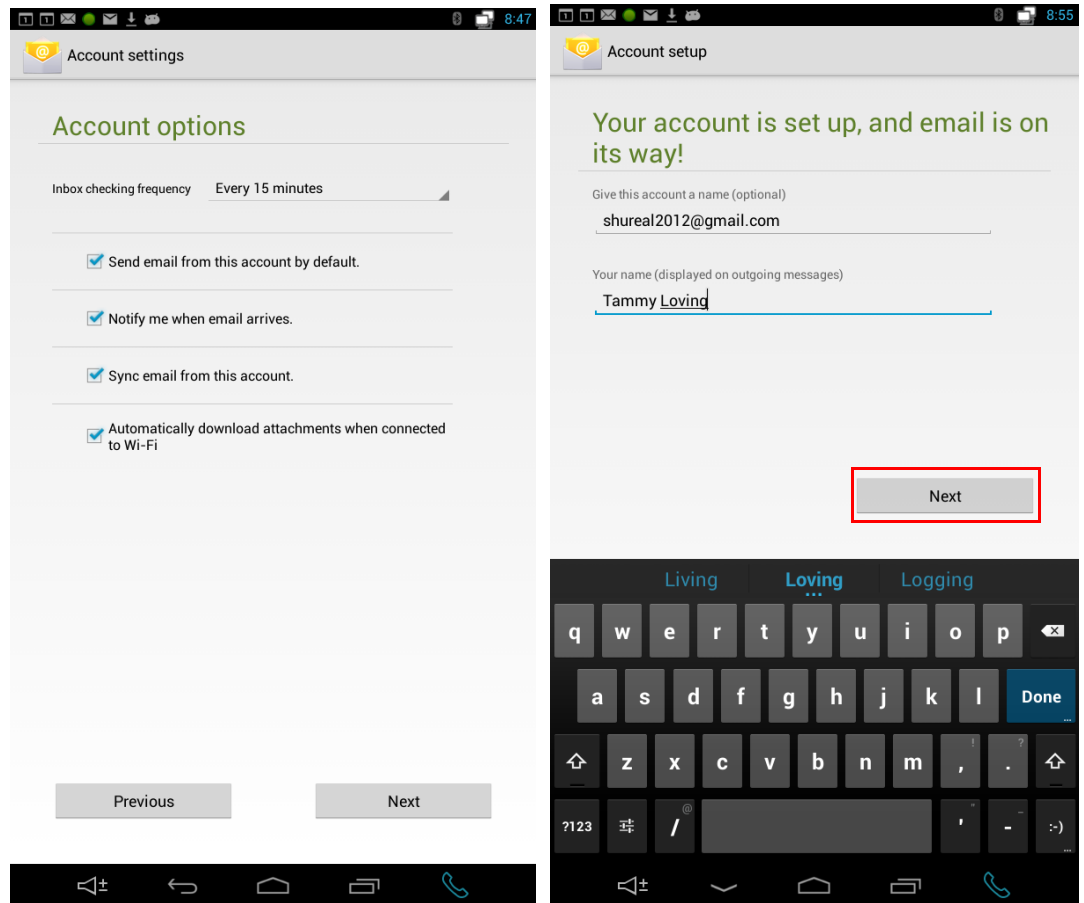 1 1 8:47
@ Account settings
Account options
Inbox checking frequency Every 15 minutes
Send email from this account by default.
Notify me when email arrives.
Sync email from this account.
Automatically download attachments when connected
to Wi-Fi
Previous Next
1 1 8:55
@ Account setup
Your account is set up, and email is on
its way!
Give this account a name (optional)
shureal2012@gmail.com
Your name (displayed on outgoing messages)
Tammy Loving
Next
Living Loving Logging
...
q w e r t y u i o p
a s d f g h j k l Done
...
! ?
z x c v b n m , .
@ " _
?123 / ' - :-)
...